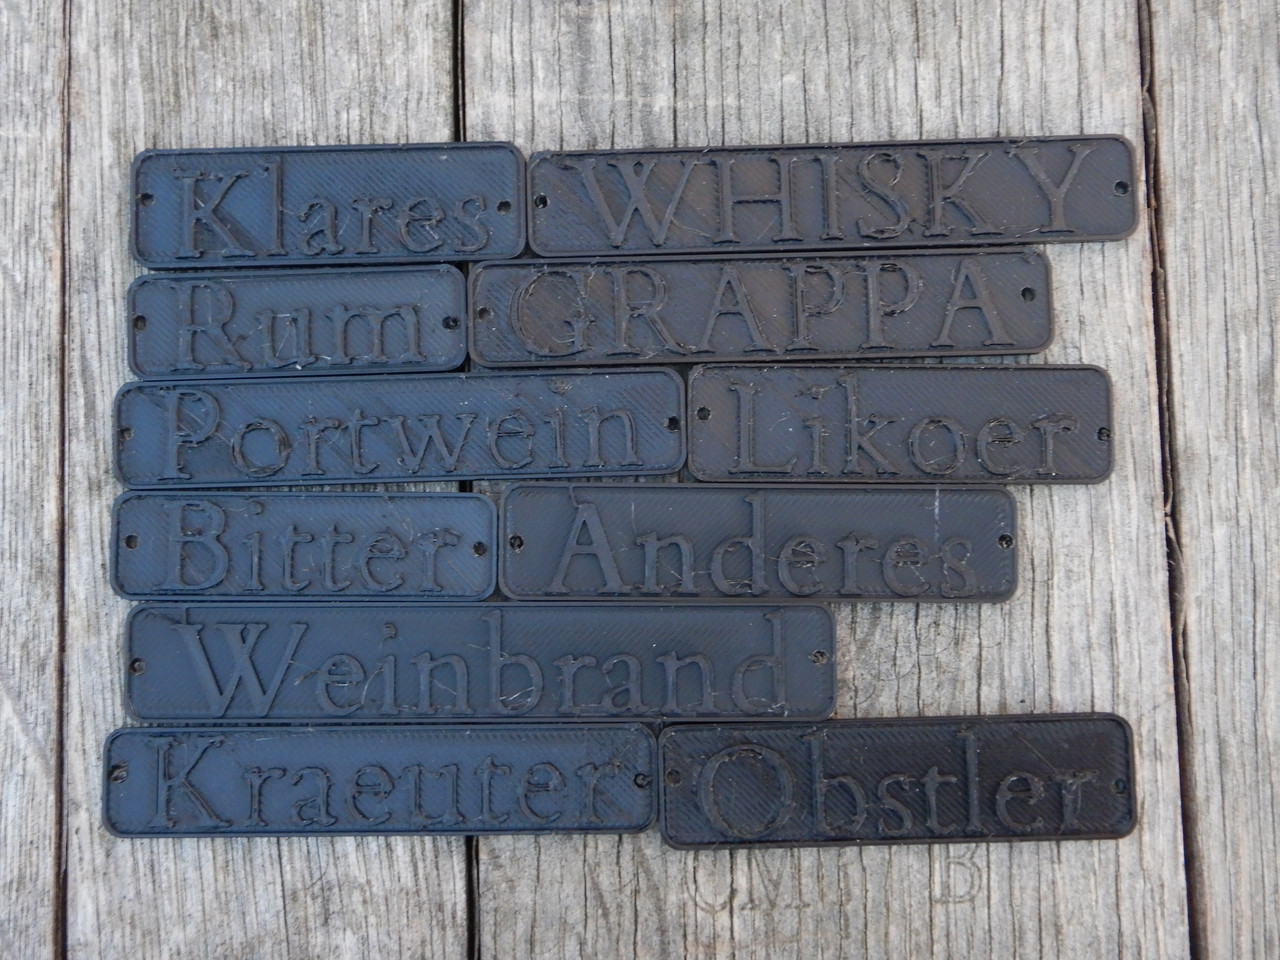 Klares WHISKY
Rum GRAPPA
Portwein Likoer
Bitter Anderes
Weinbrand
Kraeuter Obstler